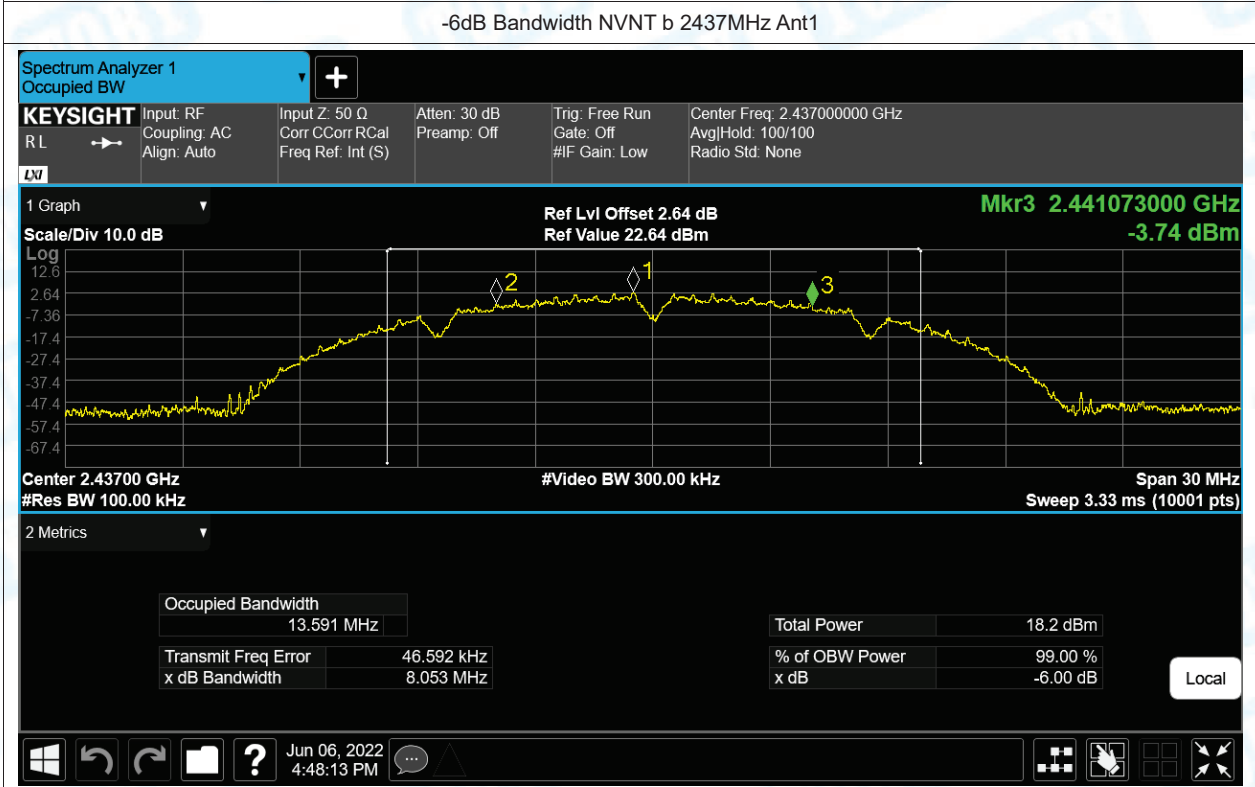 -6dB Bandwidth NVNT b 2437MHz Ant1
Spectrum Analyzer 1
Occupied BW
KEYSIGHT
R L
LXI
Input: RF
Coupling: AC
Align: Auto
Input Z: 50 Ω
Corr CCorr RCal
Freq Ref: Int (S)
Atten: 30 dB
Preamp: Off
Trig: Free Run
Gate: Off
#IF Gain: Low
Center Freq: 2.437000000 GHz
Avg|Hold: 100/100
Radio Std: None
1 Graph
Scale/Div 10.0 dB
Ref Lvl Offset 2.64 dB
Ref Value 22.64 dBm
Mkr3 2.441073000 GHz
-3.74 dBm
Log
12.6
2.64
-7.36
-17.4
-27.4
-37.4
-47.4
-57.4
-67.4
2
1
3
Center 2.43700 GHz
#Video BW 300.00 kHz
Span 30 MHz
#Res BW 100.00 kHz
Sweep 3.33 ms (10001 pts)
2 Metrics
Occupied Bandwidth
13.591 MHz
Total Power 18.2 dBm
Transmit Freq Error 46.592 kHz
% of OBW Power 99.00 %
x dB Bandwidth 8.053 MHz
x dB -6.00 dB
Local
?
Jun 06, 2022
4:48:13 PM